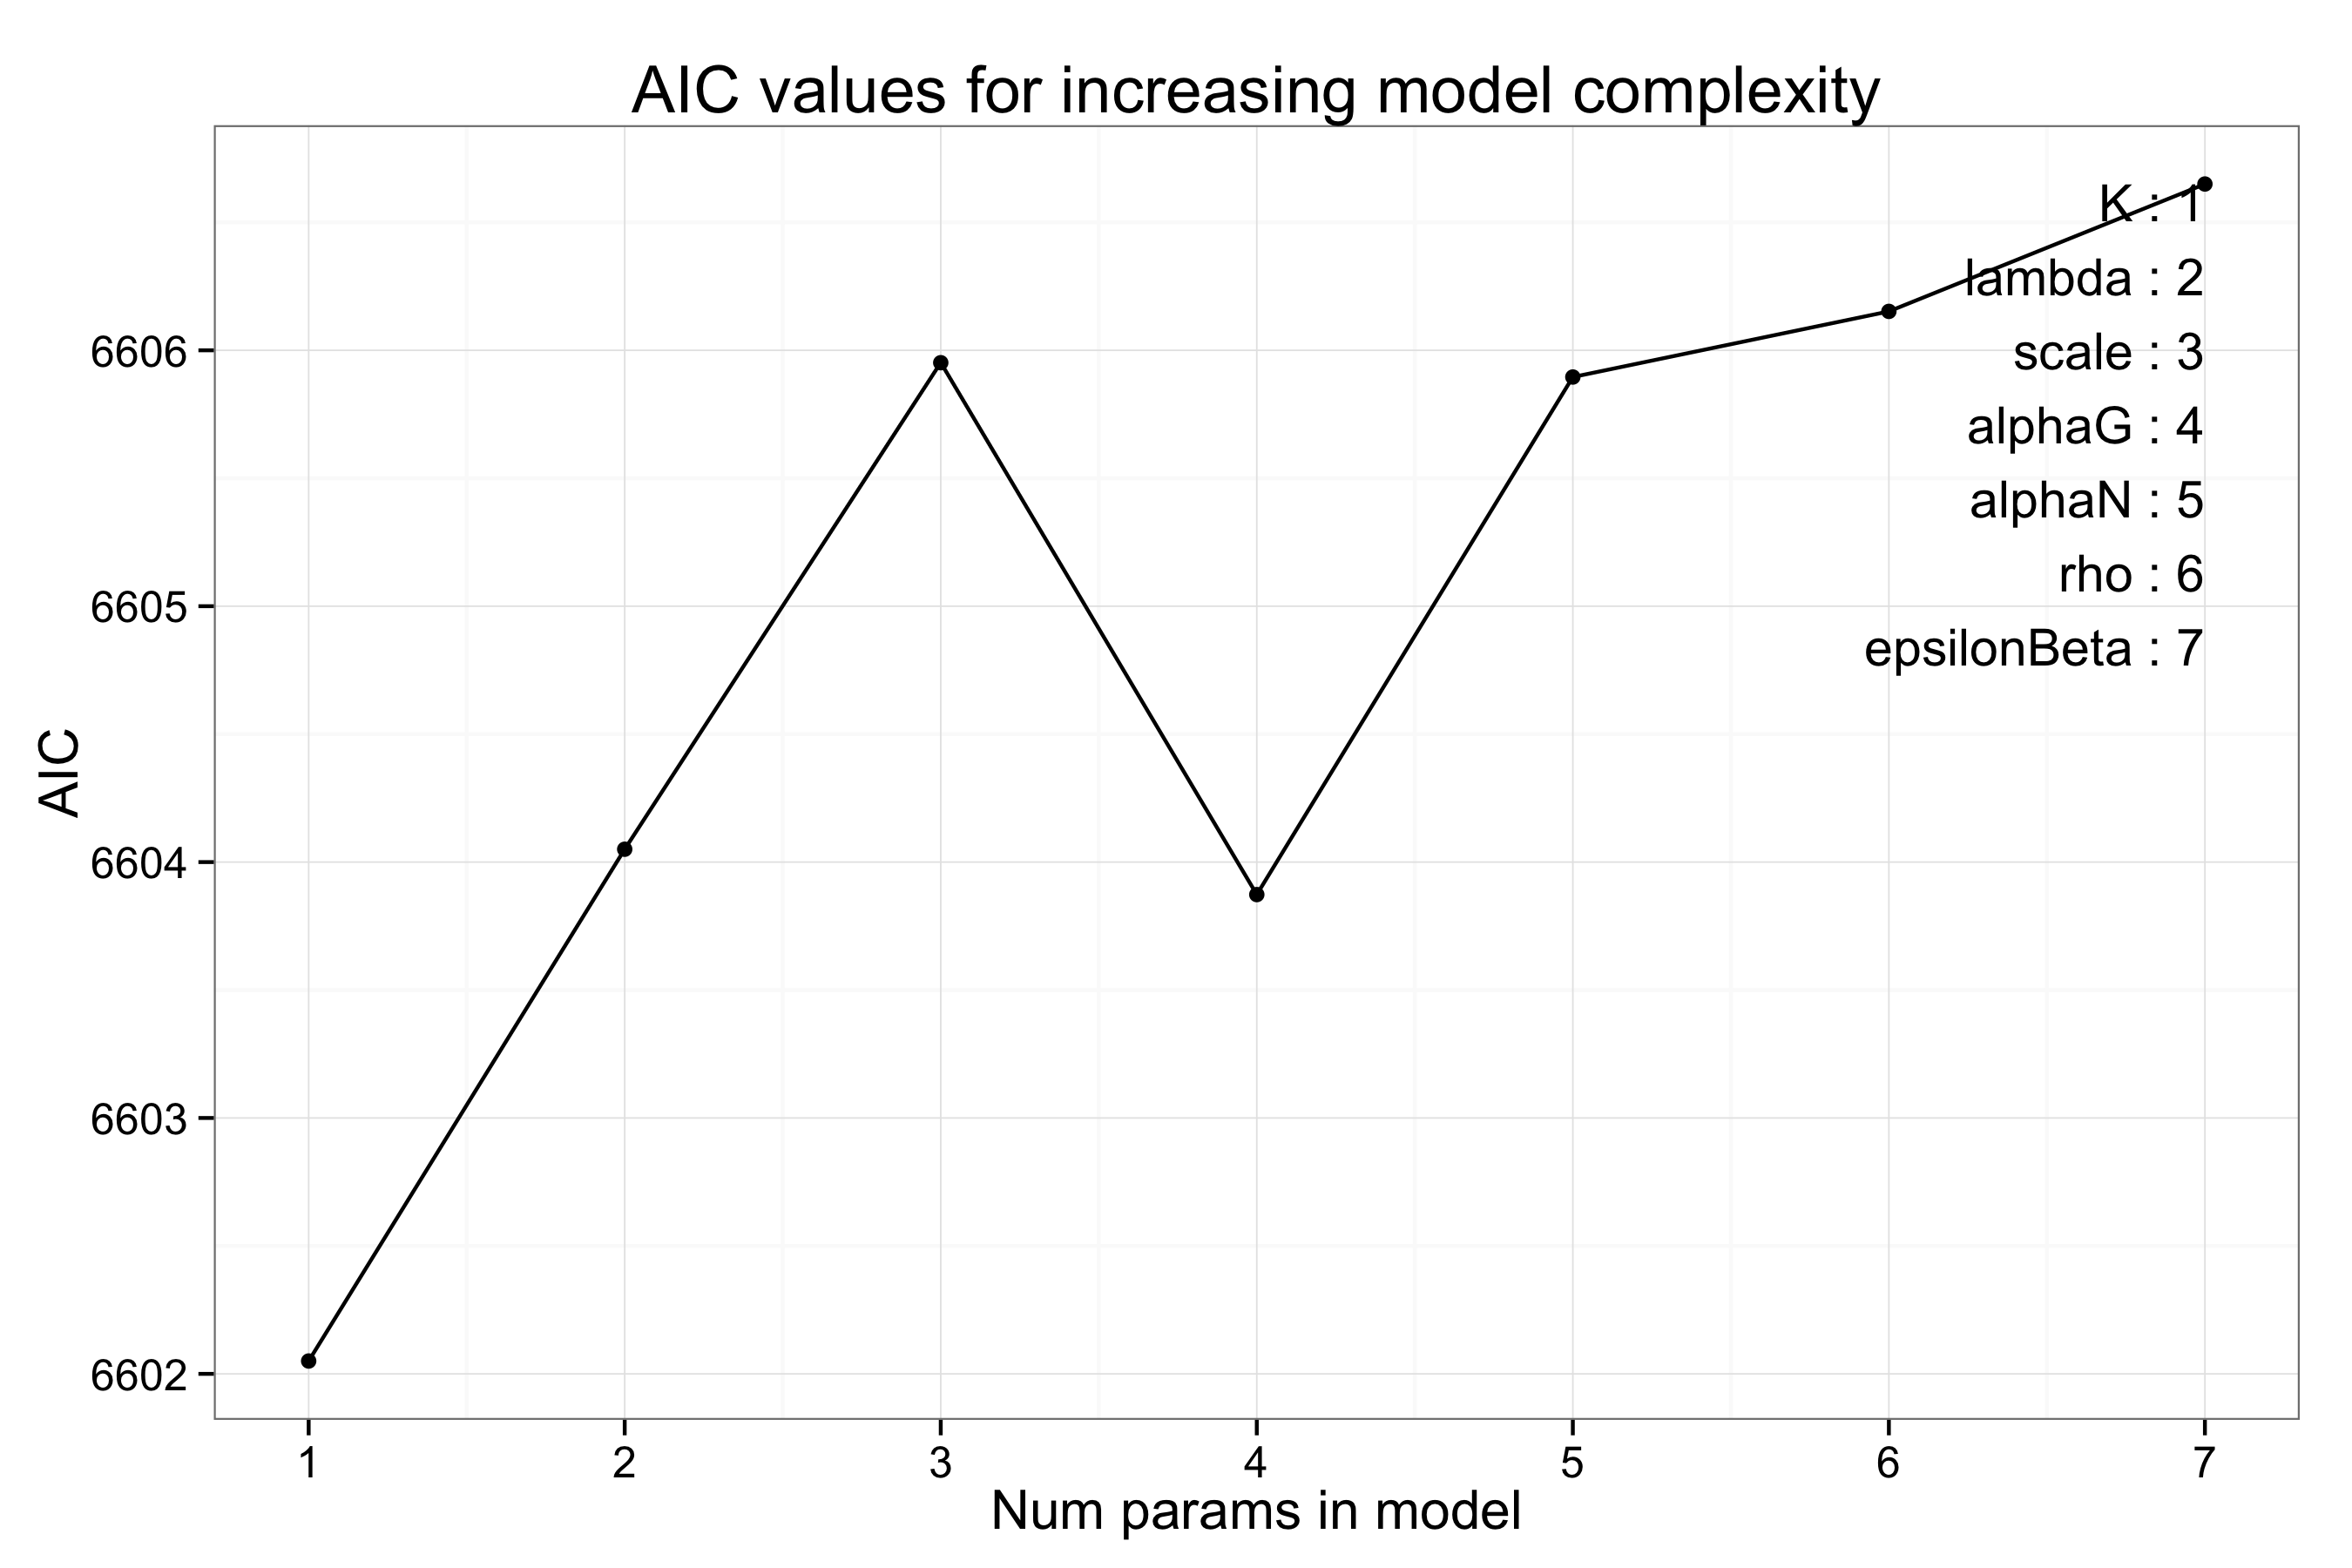 AIC values for increasing model complexity
K : 1
lambda : 2
scale : 3
alphaG : 4
alphaN : 5
rho : 6
epsilonBeta : 7
AIC
6606
6605
6604
6603
6602
1 2 3 4 5 6 7
Num params in model